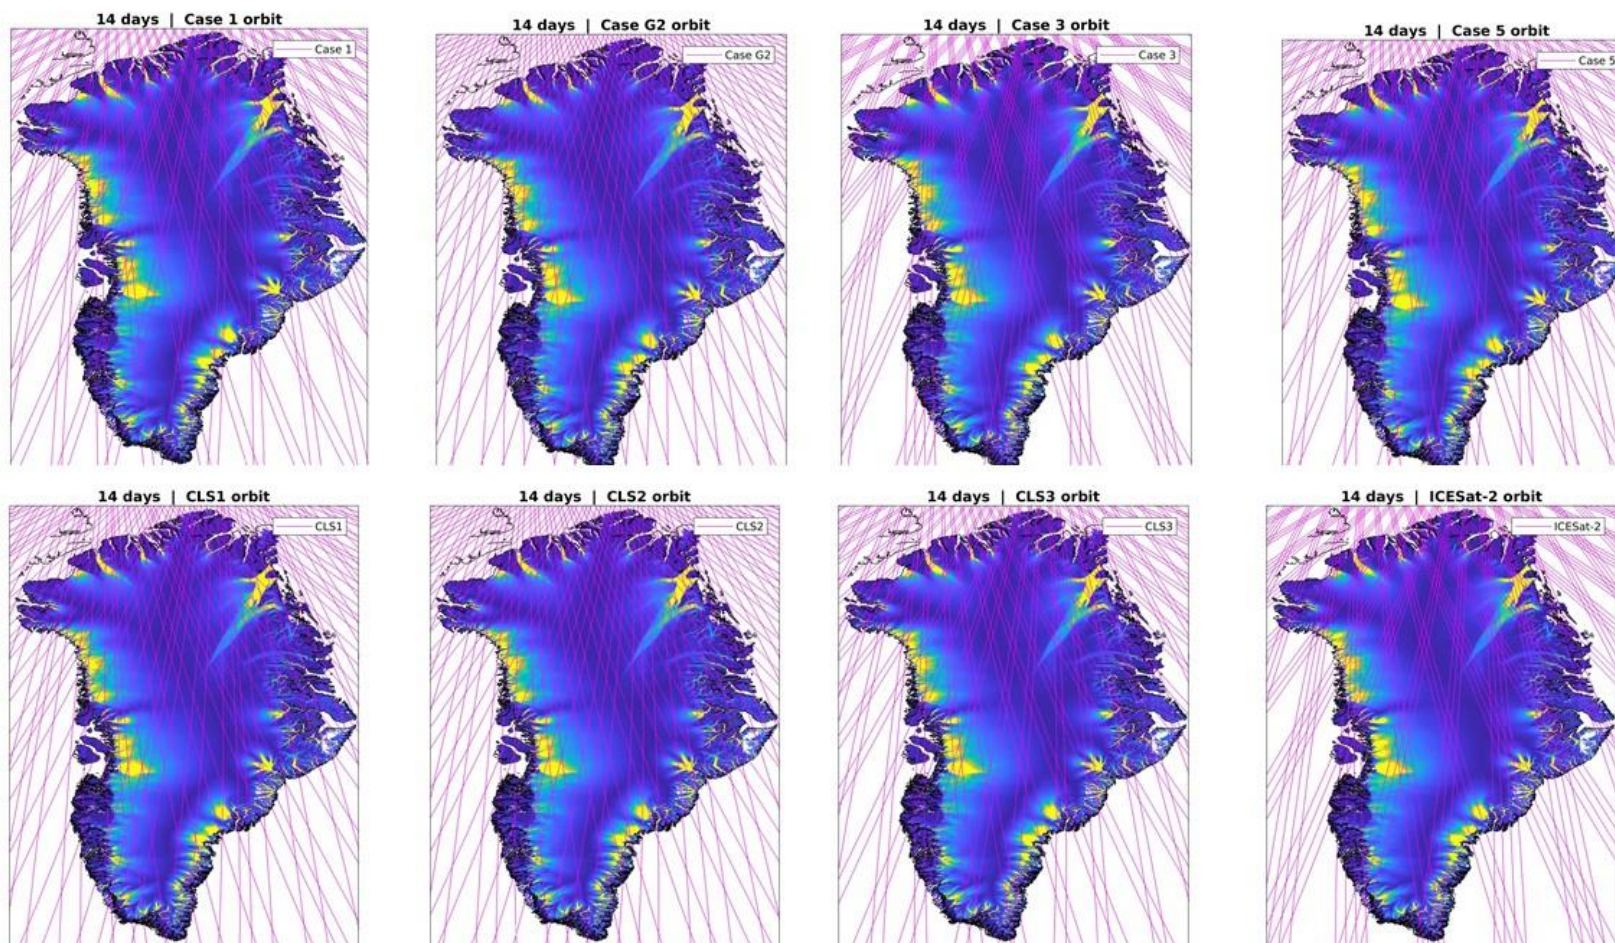 14 days | Case 1 orbit
Case 1
14 days | Case G2 orbit
Case G2
14 days | Case 3 orbit
Case 3
14 days | Case 5 orbit
Case 5
14 days | CLS1 orbit
CLS1
14 days | CLS2 orbit
CLS2
14 days | CLS3 orbit
CLS3
14 days | ICESat-2 orbit
ICESat-2